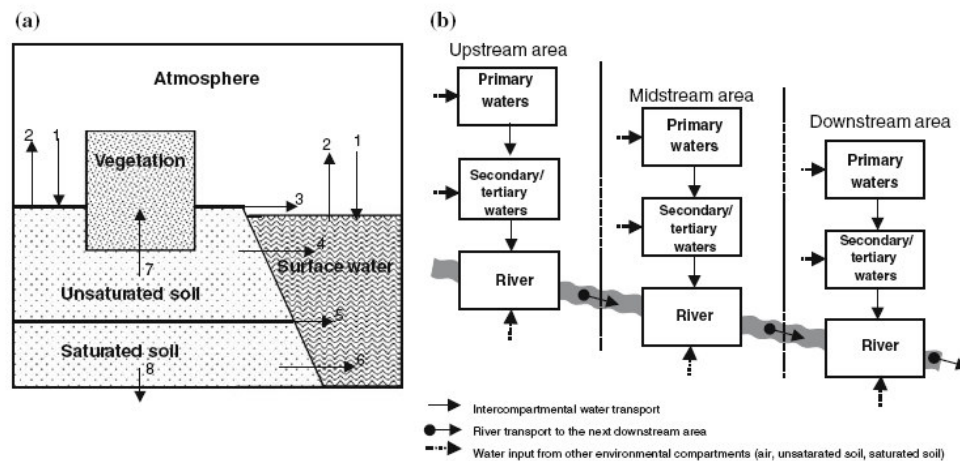 (a)
Atmosphere
2
1
Vegetation
2
1
3
4
7
Surface water
Unsaturated soil
5
Saturated soil
6
8
(b)
Upstream area
Primary
waters
Secondary/
tertiary
waters
River
Midstream area
Primary
waters
Secondary/
tertiary
waters
River
Downstream area
Primary
waters
Secondary/
tertiary
waters
River
Intercompartmental water transport
River transport to the next downstream area
Water input from other environmental compartments (air, unsatarated soil, saturated soil)